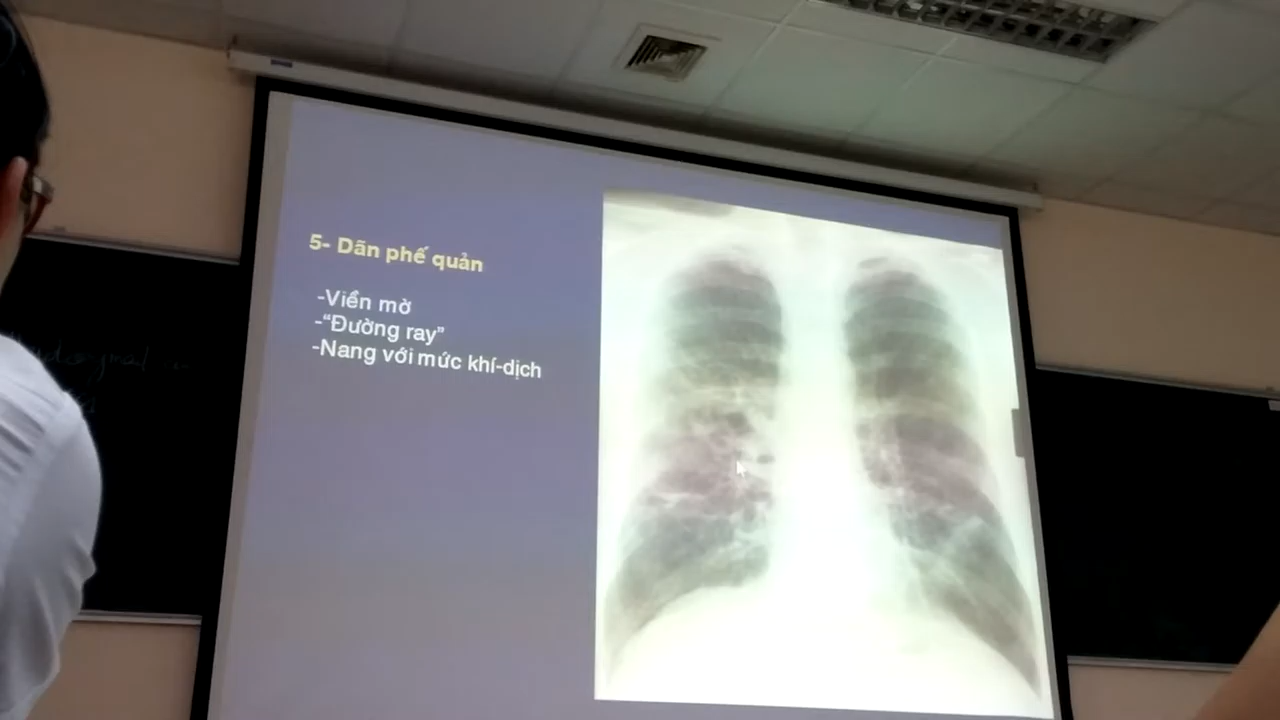 5- Dãn phế quản
-Viền mờ
-“Đường ray”
-Nang với mức khí-dịch